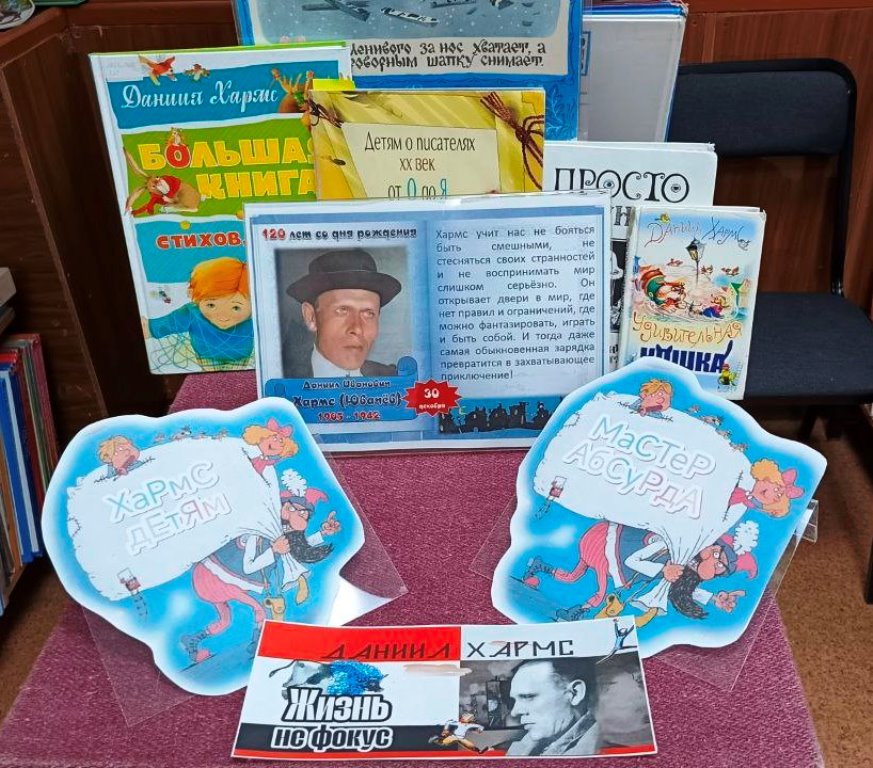 Ленивого за нос хватает, а
шапку снимает.
Даниил Хармс
БОЛЬШАЯ
КНИГА
СТИХОВ,
Детям о писателях
XX век
от О до Я
ПРОСТО
120 лет со дня рождения
Хармс учит нас не бояться
быть смешными, не
стесняться своих странностей
и не воспринимать мир
слишком серьёзно. Он
открывает двери в мир, где
нет правил и ограничений, где
можно фантазировать, играть
и быть собой. И тогда даже
самая обыкновенная зарядка
превратится в захватывающее
приключение!
Даниил Иванович
Хармс (Ювачёв)
1905 - 1942
30
декабря
Даниил Хармс
УДИВИТЕЛЬНАЯ
КОШКА
ХаРМС
дЕтЯМ
МаСТеР
АбСУРдА
ДАНИИЛ ХАРМС
Жизнь
не фокус